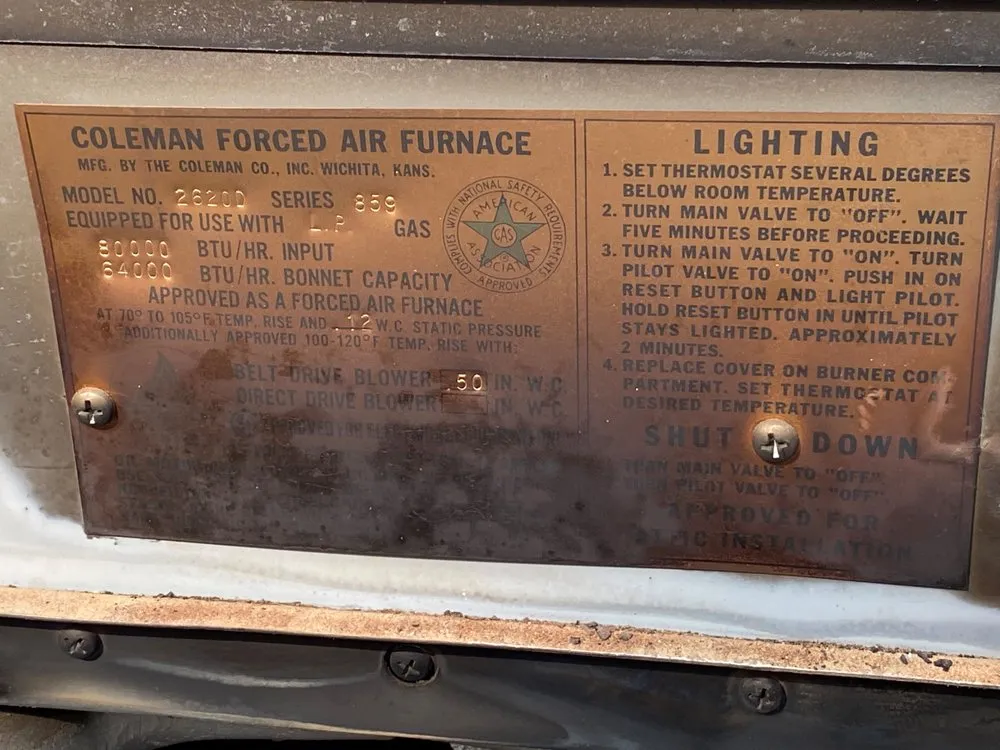 COLEMAN FORCED AIR FURNACE
MFG. BY THE COLEMAN CO., INC. WICHITA, KANS.
MODEL NO. 2620D SERIES 859
EQUIPPED FOR USE WITH L.P. GAS
80000 BTU/HR. INPUT
64000 BTU/HR. BONNET CAPACITY
APPROVED AS A FORCED AIR FURNACE
AT 70° TO 105°F. TEMP. RISE AND .12 W.C. STATIC PRESSURE
ADDITIONALLY APPROVED 100-120°F TEMP. RISE WITH:
BELT-DRIVE BLOWER .50 IN. W.C.
DIRECT DRIVE BLOWER IN. W.C.
COMPLIES WITH NATIONAL SAFETY REQUIREMENTS
AMERICAN
GAS
ASSOCIATION
APPROVED
LIGHTING
1. SET THERMOSTAT SEVERAL DEGREES
BELOW ROOM TEMPERATURE.
2. TURN MAIN VALVE TO "OFF". WAIT
FIVE MINUTES BEFORE PROCEEDING.
3. TURN MAIN VALVE TO "ON". TURN
PILOT VALVE TO "ON". PUSH IN ON
RESET BUTTON AND LIGHT PILOT.
HOLD RESET BUTTON IN UNTIL PILOT
STAYS LIGHTED. APPROXIMATELY
2 MINUTES.
4. REPLACE COVER ON BURNER COM-
PARTMENT. SET THERMOSTAT AT
DESIRED TEMPERATURE.
SHUT DOWN
TURN MAIN VALVE TO "OFF"
TURN PILOT VALVE TO "OFF"
APPROVED FOR
ATTIC INSTALLATION